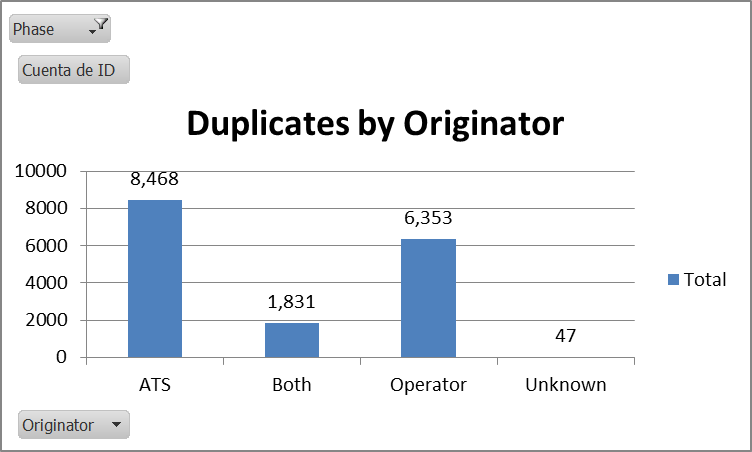 Phase
Cuenta de ID
Duplicates by Originator
10000
8000
6000
4000
2000
0
8,468
1,831
6,353
47
ATS
Both
Operator
Unknown
Total
Originator